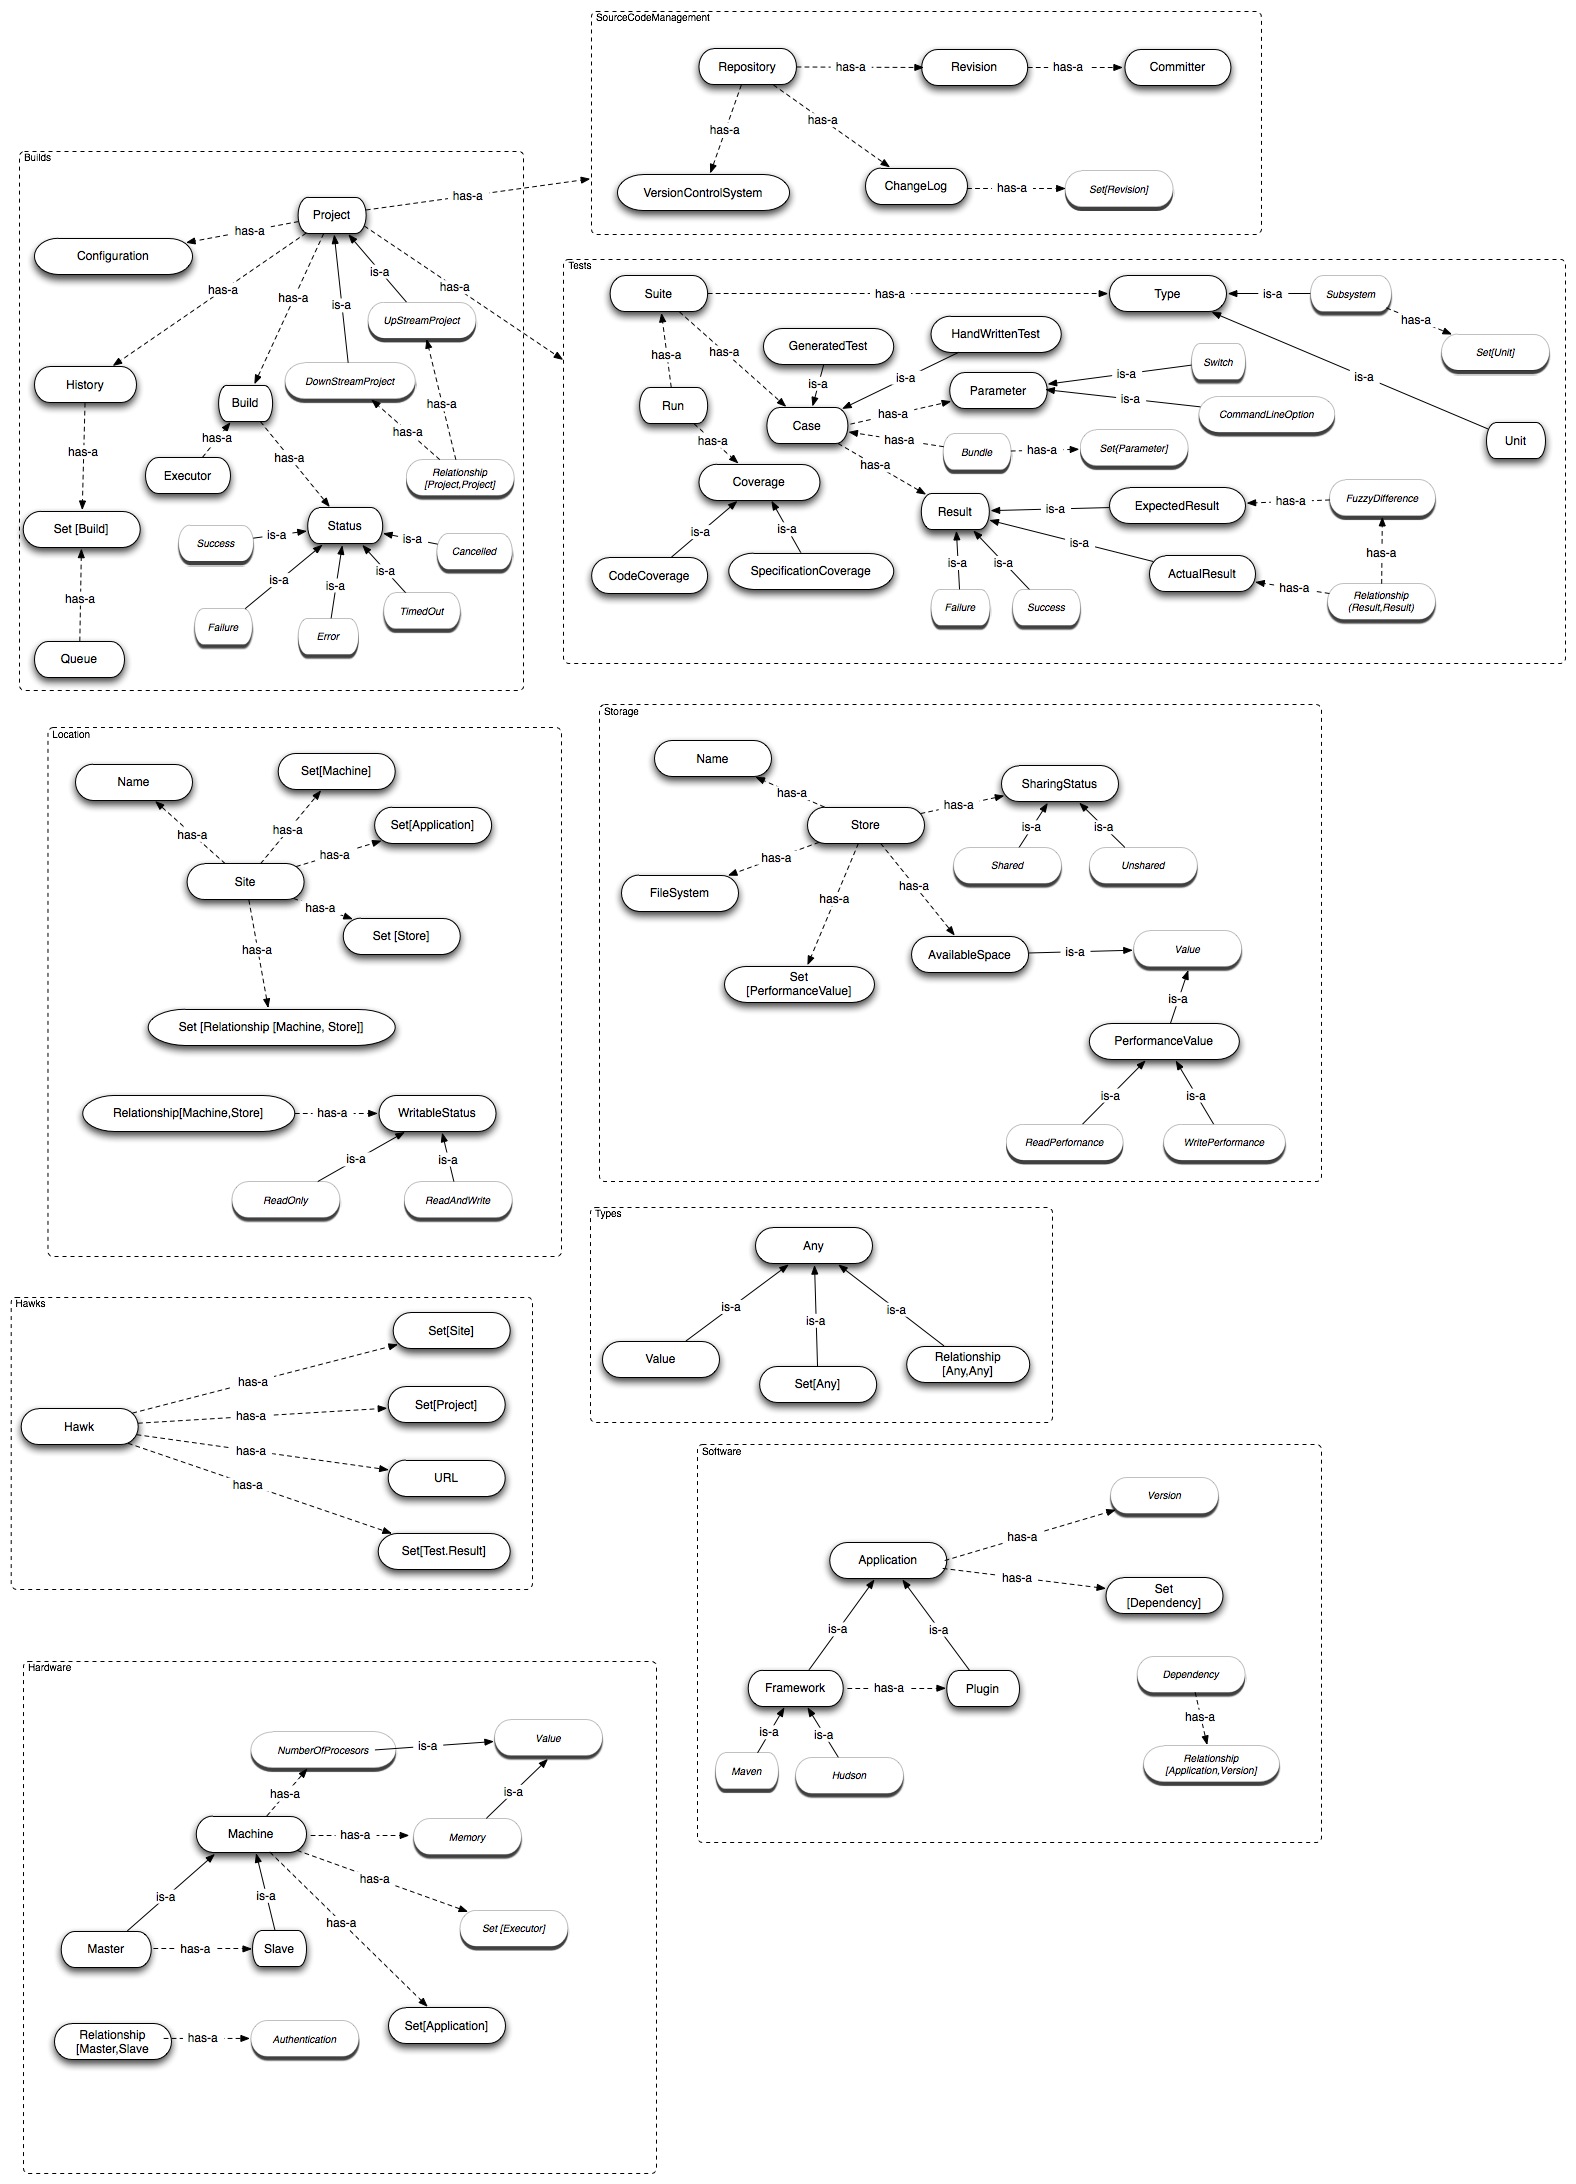 SourceCodeManagement
Repository
has-a
Revision
has-a
Committer
has-a
has-a
VersionControlSystem
ChangeLog
has-a
Set[Revision]
Builds
has-a
Project
has-a
Configuration
has-a
has-a
is-a
is-a
has-a
UpStreamProject
History
DownStreamProject
Build
has-a
has-a
has-a
has-a
has-a
Executor
Relationship
[Project,Project]
Set [Build]
Status
Success
is-a
is-a
Cancelled
is-a
is-a
is-a
has-a
Failure
Error
TimedOut
Queue
Tests
Suite
has-a
Type
is-a
Subsystem
has-a
Set[Unit]
has-a
has-a
GeneratedTest
HandWrittenTest
is-a
is-a
Parameter
is-a
Switch
is-a
is-a
CommandLineOption
Run
Case
has-a
has-a
has-a
Bundle
has-a
Set{Parameter]
Unit
has-a
Coverage
Result
is-a
ExpectedResult
has-a
FuzzyDifference
is-a
is-a
is-a
has-a
CodeCoverage
SpecificationCoverage
is-a
is-a
ActualResult
has-a
Relationship
(Result,Result)
Failure
Success
Location
Name
Set[Machine]
has-a
has-a
Set[Application]
has-a
Site
has-a
Set [Store]
has-a
Set [Relationship [Machine, Store]]
Relationship[Machine,Store]
has-a
WritableStatus
is-a
is-a
ReadOnly
ReadAndWrite
Storage
Name
has-a
SharingStatus
has-a
Store
is-a
is-a
has-a
Shared
Unshared
FileSystem
has-a
has-a
AvailableSpace
is-a
Value
Set
[PerformanceValue]
is-a
PerformanceValue
is-a
is-a
ReadPerfornance
WritePerformance
Types
Any
is-a
is-a
is-a
Value
Set[Any]
Relationship
[Any,Any]
Hawks
Set[Site]
has-a
Set[Project]
has-a
Hawk
has-a
URL
has-a
Set[Test.Result]
Software
Version
has-a
Application
has-a
Set
[Dependency]
is-a
is-a
Framework
has-a
Plugin
Dependency
has-a
is-a
is-a
Maven
Hudson
Relationship
[Application,Version]
Hardware
NumberOfProcesors
is-a
Value
has-a
is-a
Machine
has-a
Memory
has-a
is-a
is-a
has-a
Set [Executor]
Master
has-a
Slave
Set[Application]
Relationship
[Master,Slave
has-a
Authentication